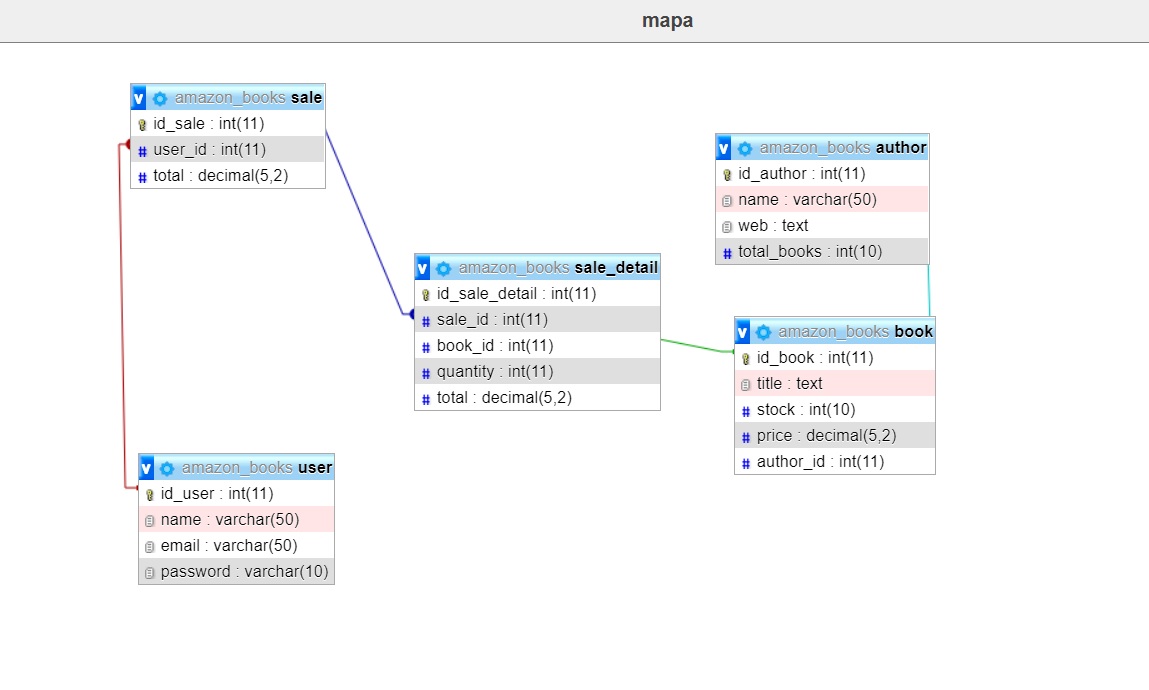 mapa
v amazon_books sale
id_sale : int(11)
# user_id : int(11)
# total : decimal(5,2)
v amazon_books author
id_author : int(11)
name : varchar(50)
web : text
# total_books : int(10)
v amazon_books sale_detail
id_sale_detail : int(11)
# sale_id : int(11)
# book_id : int(11)
# quantity : int(11)
# total : decimal(5,2)
v amazon_books book
id_book : int(11)
title : text
# stock : int(10)
# price : decimal(5,2)
# author_id : int(11)
v amazon_books user
id_user : int(11)
name : varchar(50)
email : varchar(50)
password : varchar(10)